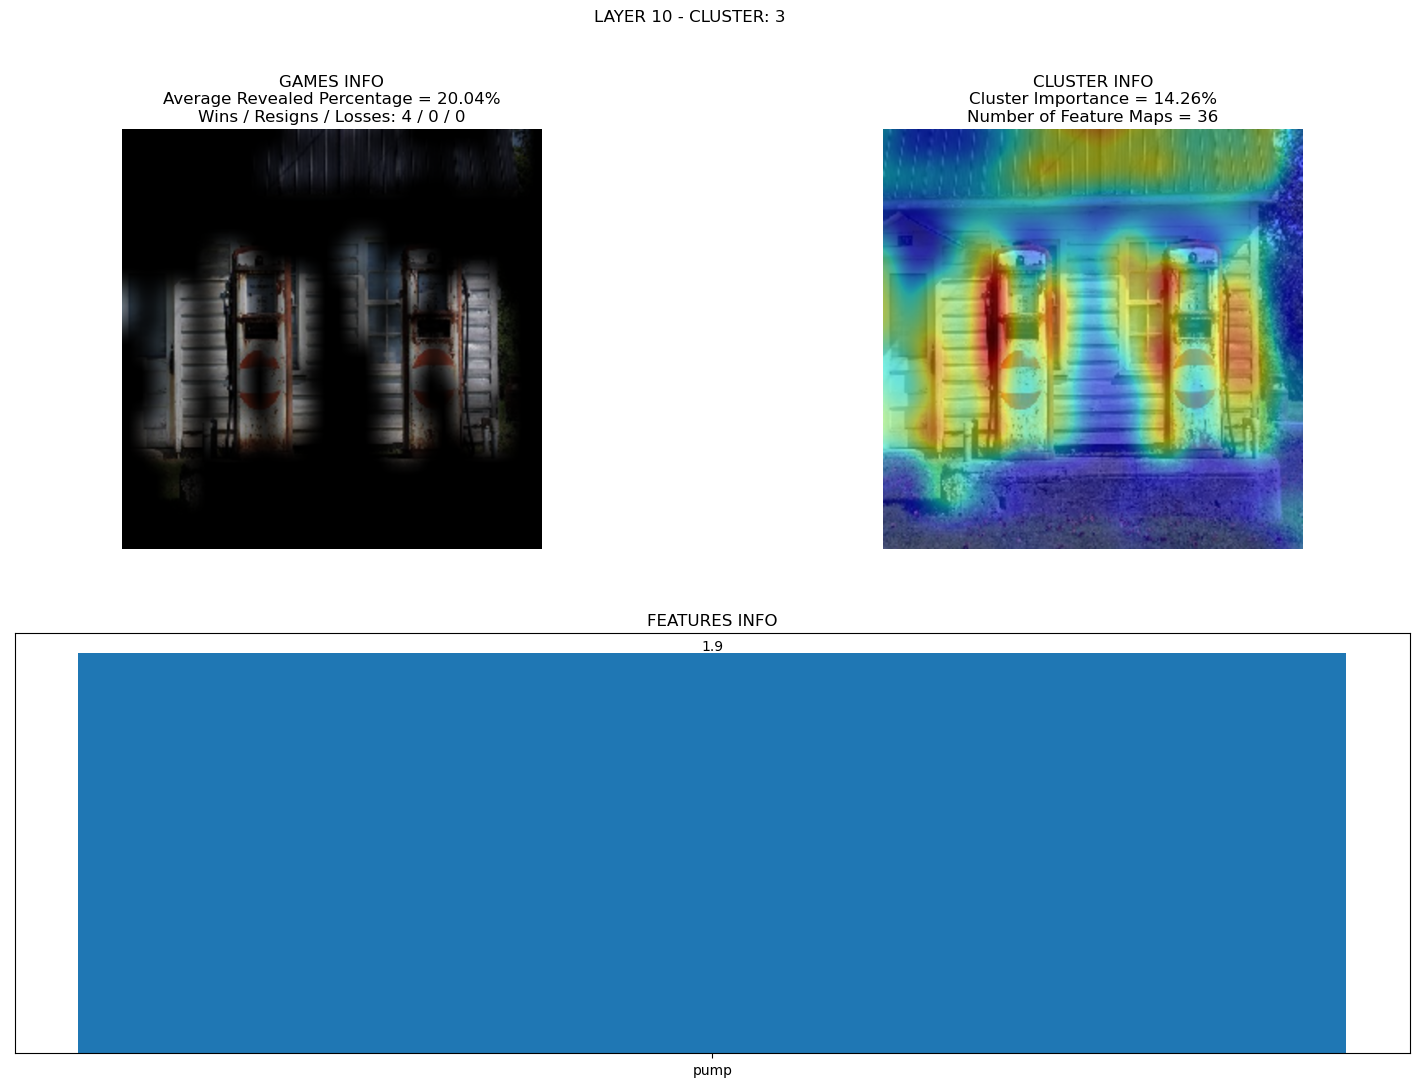 LAYER 10 - CLUSTER: 3
GAMES INFO
Average Revealed Percentage = 20.04%
Wins / Resigns / Losses: 4 / 0 / 0
CLUSTER INFO
Cluster Importance = 14.26%
Number of Feature Maps = 36
FEATURES INFO
1.9
pump